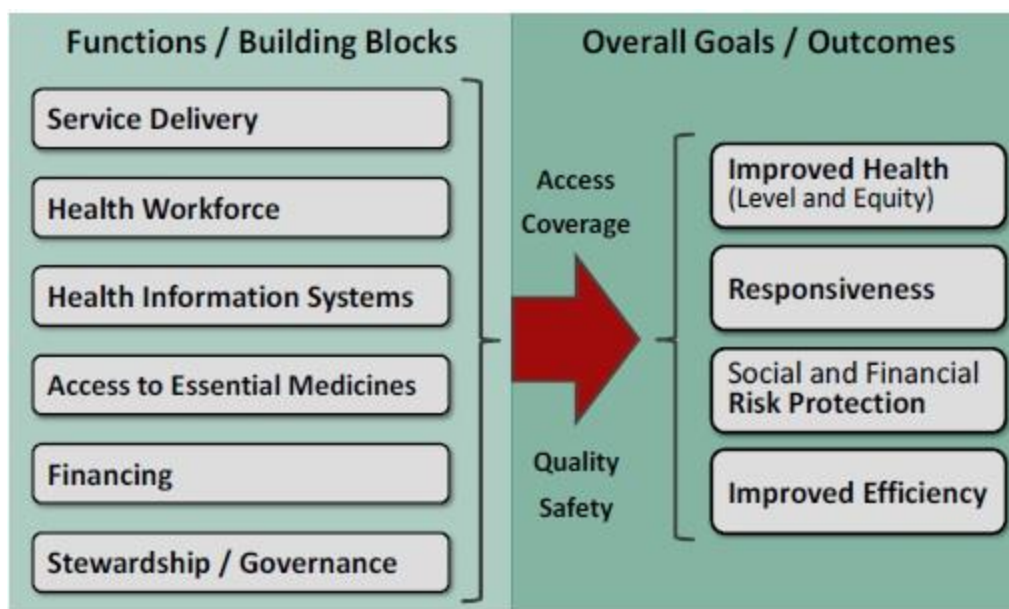 Functions / Building Blocks
Service Delivery
Health Workforce
Health Information Systems
Access to Essential Medicines
Financing
Stewardship / Governance
Overall Goals / Outcomes
Access
Coverage
Quality
Safety
Improved Health
(Level and Equity)
Responsiveness
Social and Financial
Risk Protection
Improved Efficiency